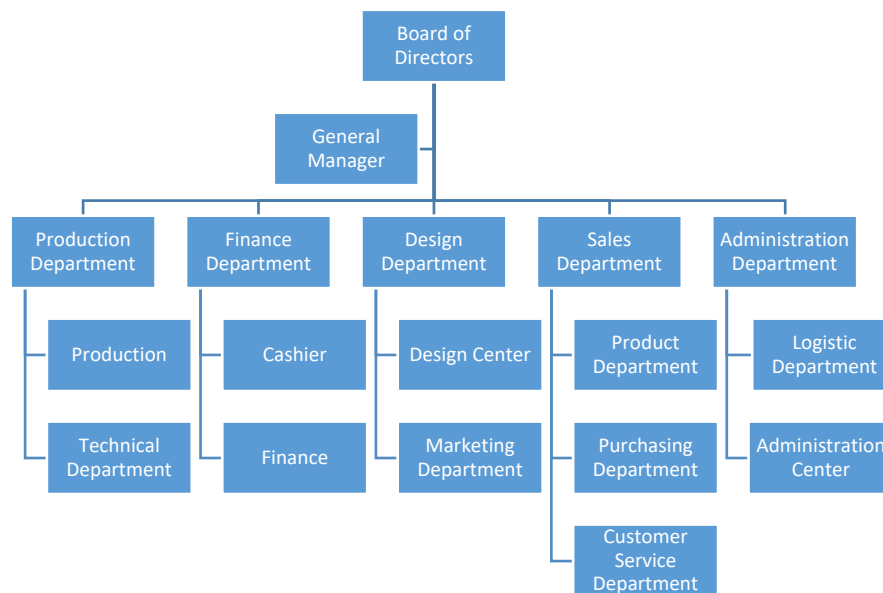 Board of
Directors
General
Manager
Production
Department
Finance
Department
Design
Department
Sales
Department
Administration
Department
Production
Cashier
Design Center
Product
Department
Logistic
Department
Technical
Department
Finance
Marketing
Department
Purchasing
Department
Administration
Center
Customer
Service
Department